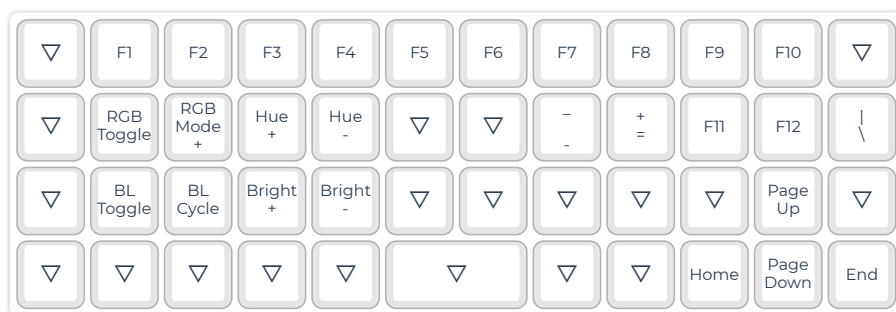 ▽ F1 F2 F3 F4 F5 F6 F7 F8 F9 F10 ▽
▽ RGB Toggle RGB Mode + Hue + Hue - ▽ ▽ _ - + = F11 F12 | \
▽ BL Toggle BL Cycle Bright + Bright - ▽ ▽ ▽ ▽ ▽ Page Up ▽
▽ ▽ ▽ ▽ ▽ ▽ ▽ ▽ Home Page Down End